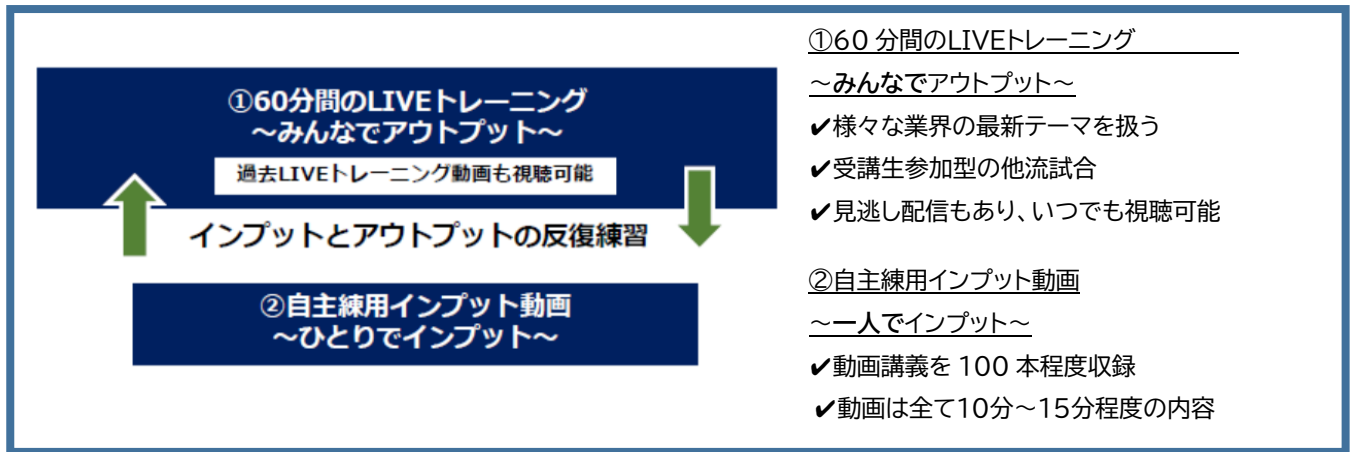 ①60分間のLIVEトレーニング
~みんなでアウトプット~
過去LIVEトレーニング動画も視聴可能
インプットとアウトプットの反復練習
②自主練用インプット動画
~ひとりでインプット~
①60分間のLIVEトレーニング
~みんなでアウトプット~
✔様々な業界の最新テーマを扱う
✔受講生参加型の他流試合
✔見逃し配信もあり、いつでも視聴可能
②自主練用インプット動画
~一人でインプット~
✔動画講義を100本程度収録
✔動画は全て10分~15分程度の内容